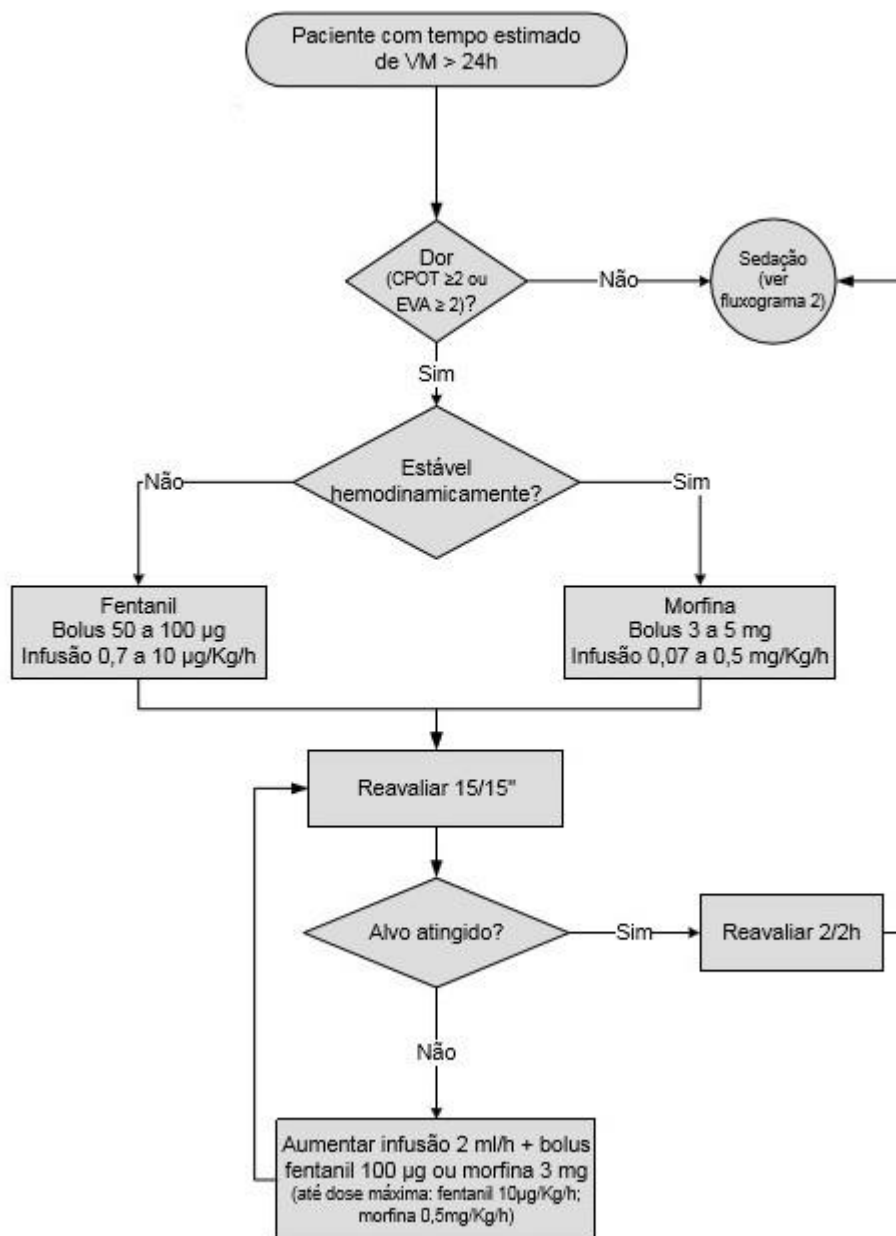 Paciente com tempo estimado
de VM > 24h
Dor
(CPOT ≥2 ou
EVA ≥ 2)?
Não
Sedação
(ver
fluxograma 2)
Sim
Estável
hemodinamicamente?
Não
Sim
Fentanil
Bolus 50 a 100 µg
Infusão 0,7 a 10 µg/Kg/h
Morfina
Bolus 3 a 5 mg
Infusão 0,07 a 0,5 mg/Kg/h
Reavaliar 15/15"
Alvo atingido?
Sim
Reavaliar 2/2h
Não
Aumentar infusão 2 ml/h + bolus
fentanil 100 µg ou morfina 3 mg
(até dose máxima: fentanil 10µg/Kg/h;
morfina 0,5mg/Kg/h)